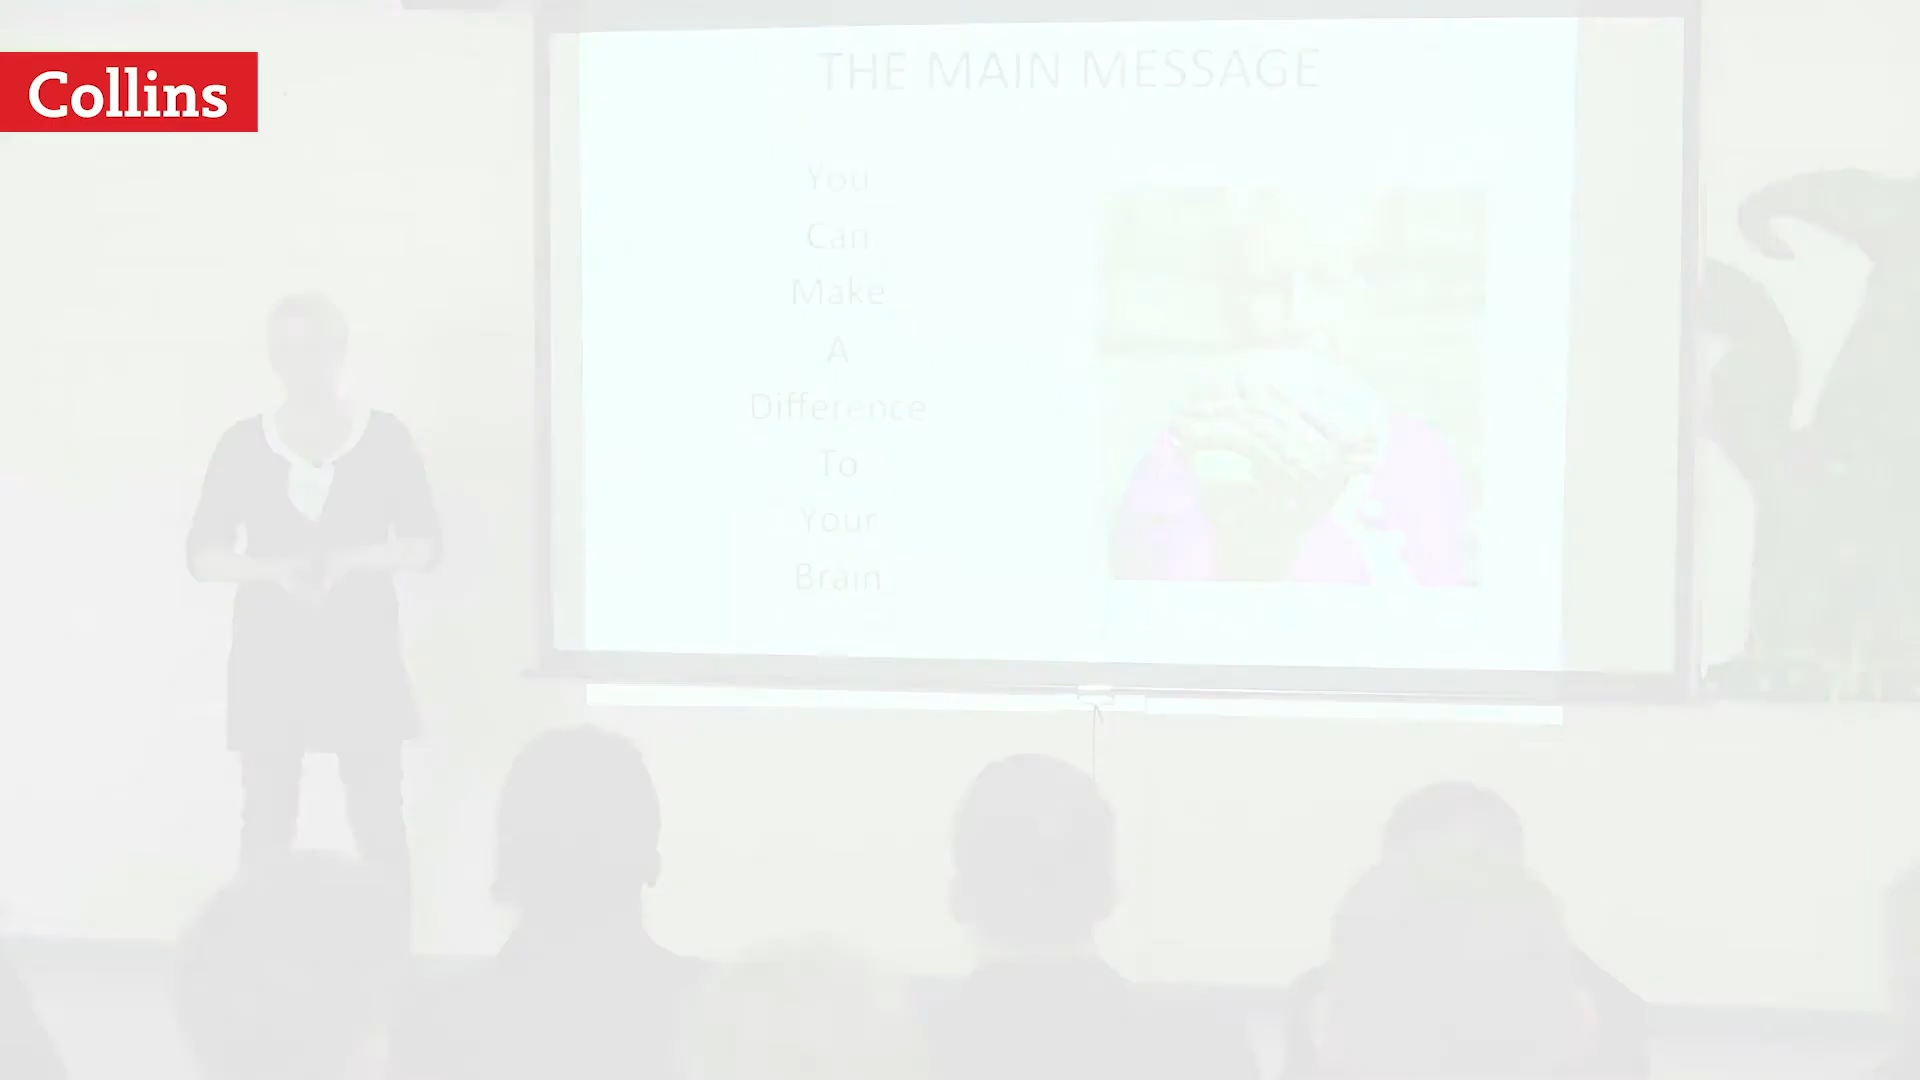 Collins
THE MAIN MESSAGE
You
Can
Make
A
Difference
To
Your
Brain